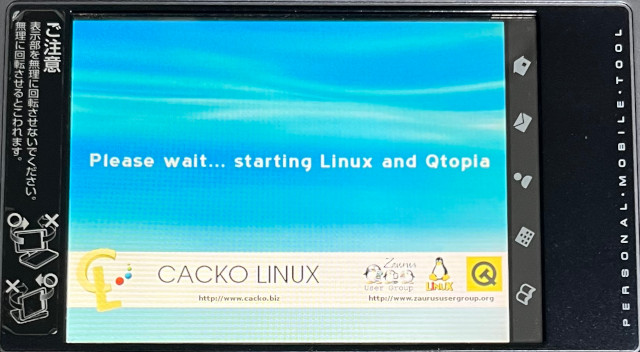 ご注意
表示部を無理に回転させないでください。
無理に回転させるとこわれます。
Please wait... starting Linux and Qtopia
CACKO LINUX
http://www.cacko.biz
Zaurus
User Group
LINUX
http://www.zaurususergroup.org
PERSONAL・MOBILE・TOOL